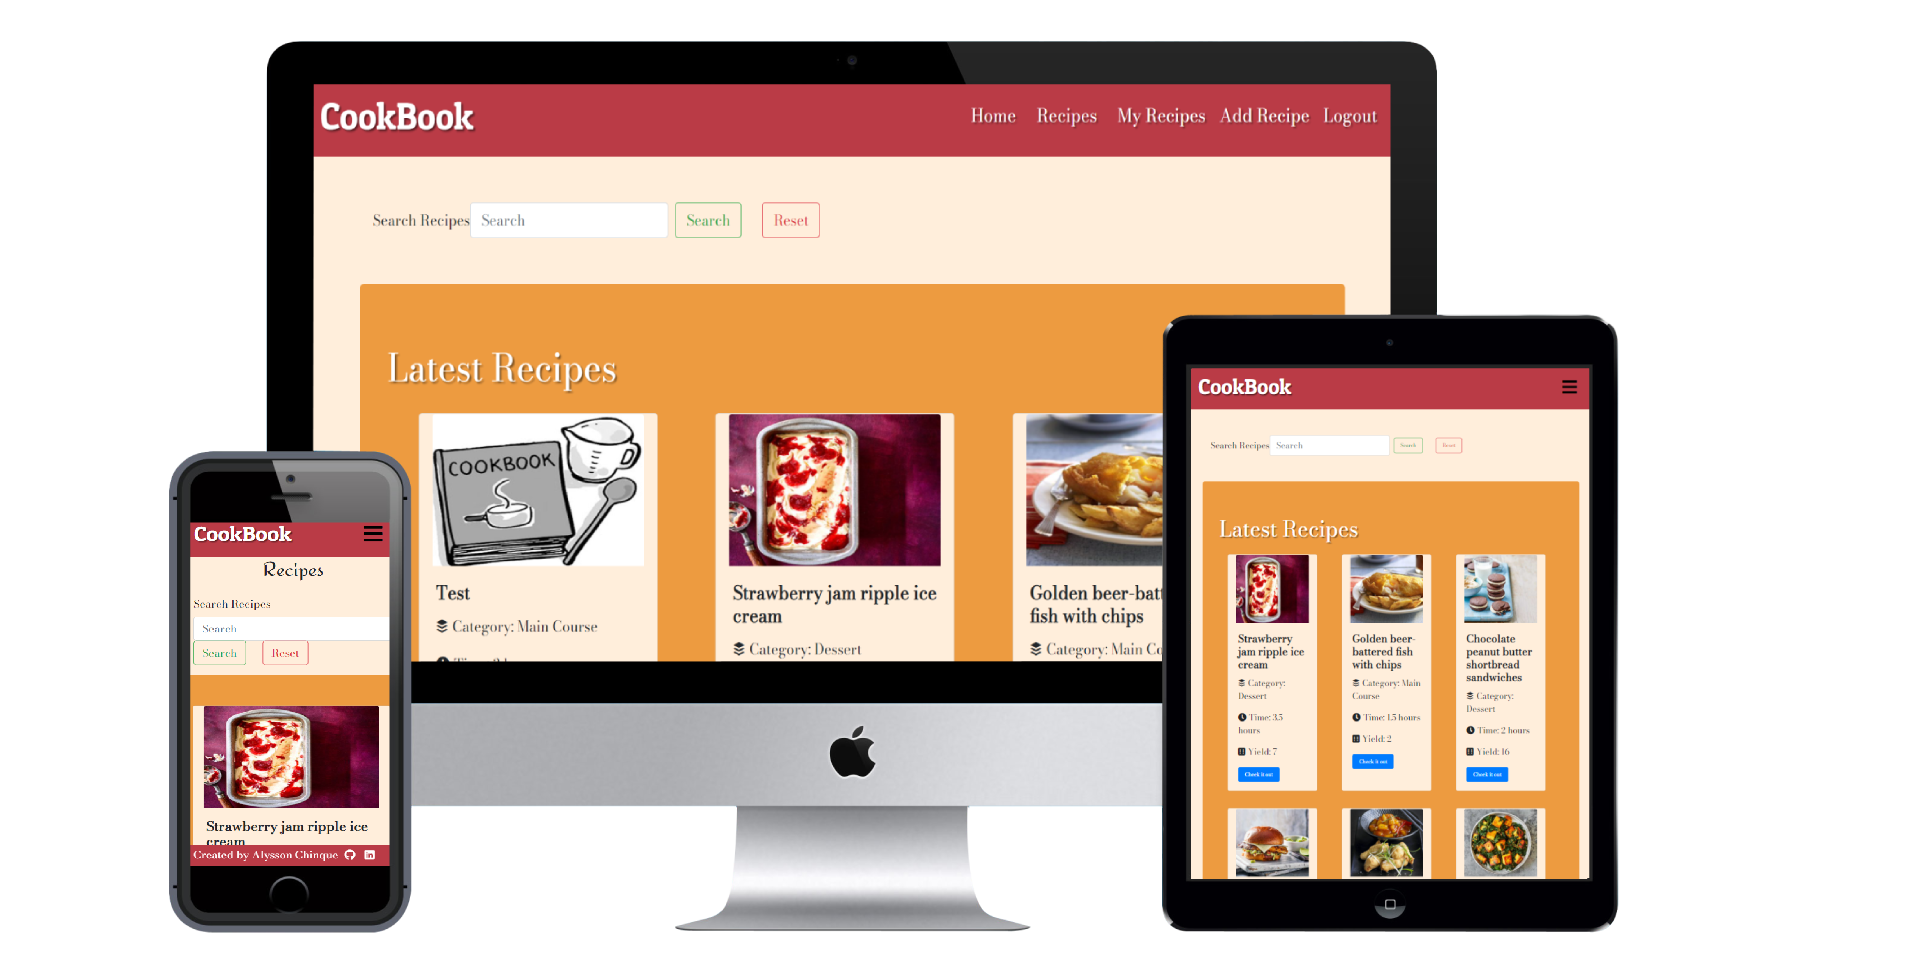 CookBook
Home Recipes My Recipes Add Recipe Logout
Search Recipes Search Search Reset
Latest Recipes
COOKBOOK
Test
Category: Main Course
Strawberry jam ripple ice
cream
Category: Dessert
Golden beer-batt
fish with chips
Category: Main Co
CookBook
Recipes
Search Recipes
Search
Search Reset
Strawberry jam ripple ice
cream
Created by Alysson Chinque
CookBook
Search Recipes Search Search Reset
Latest Recipes
Strawberry
jam ripple ice
cream
Category:
Dessert
Time: 3.5
hours
Yield: 7
Check it out
Golden beer-
battered fish
with chips
Category: Main
Course
Time: 1.5 hours
Yield: 2
Check it out
Chocolate
peanut butter
shortbread
sandwiches
Category:
Dessert
Time: 2 hours
Yield: 16
Check it out